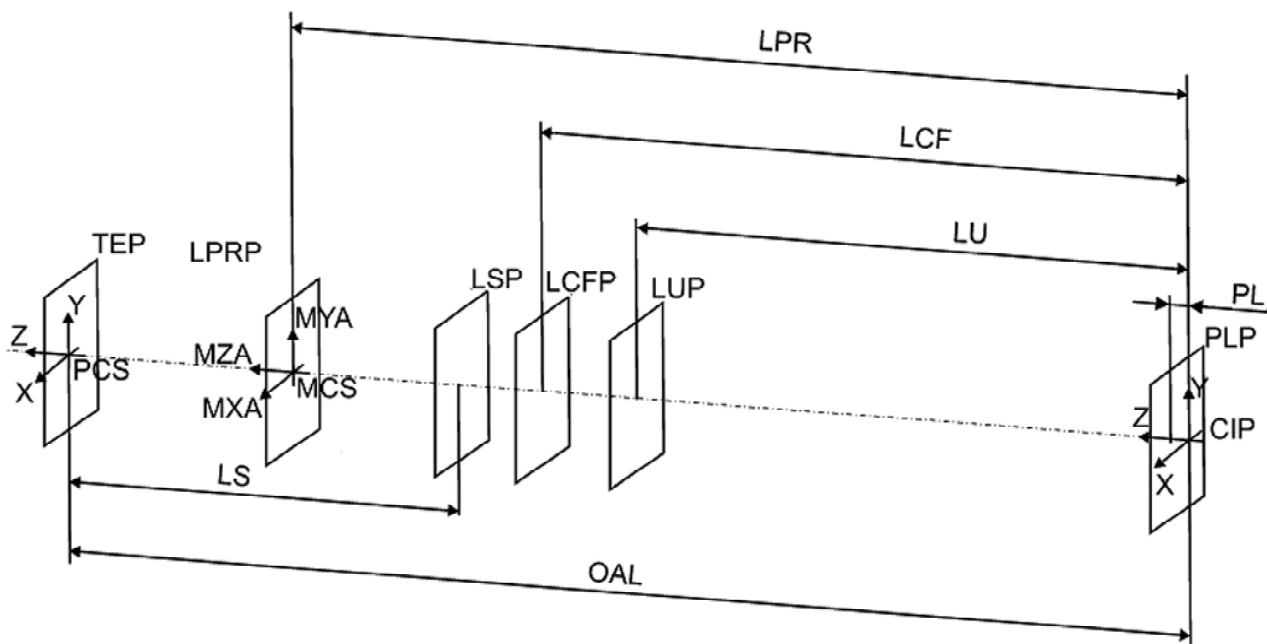 LPR
LCF
LU
TEP
LPRP
LSP
LCFP
LUP
PL
PLP
Y
MYA
Z
PCS
MZA
MCS
X
MXA
Y
Z
CIP
X
LS
OAL